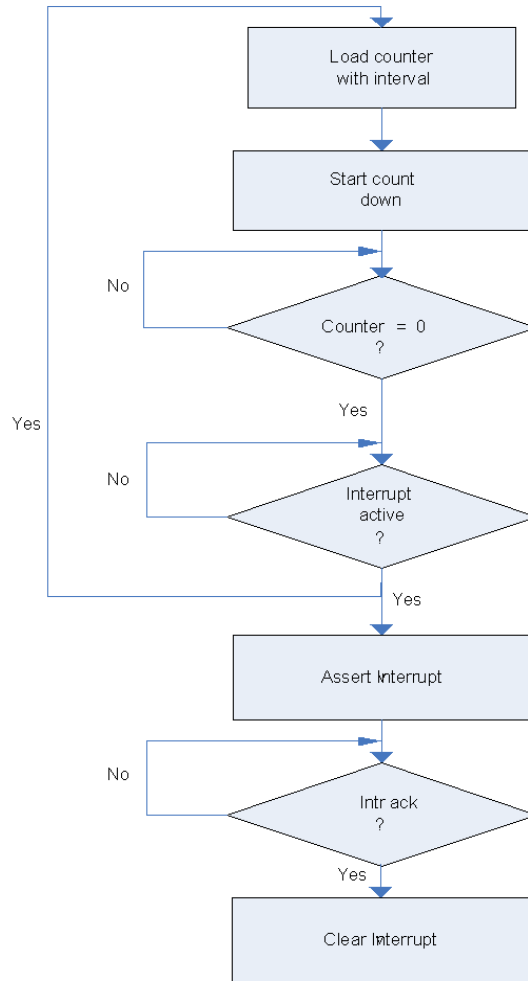 Load counter
with interval
Start count
down
No
Counter = 0
?
Yes
Yes
No
Interrupt
active
?
Yes
Assert Interrupt
No
Intr ack
?
Yes
Clear Interrupt